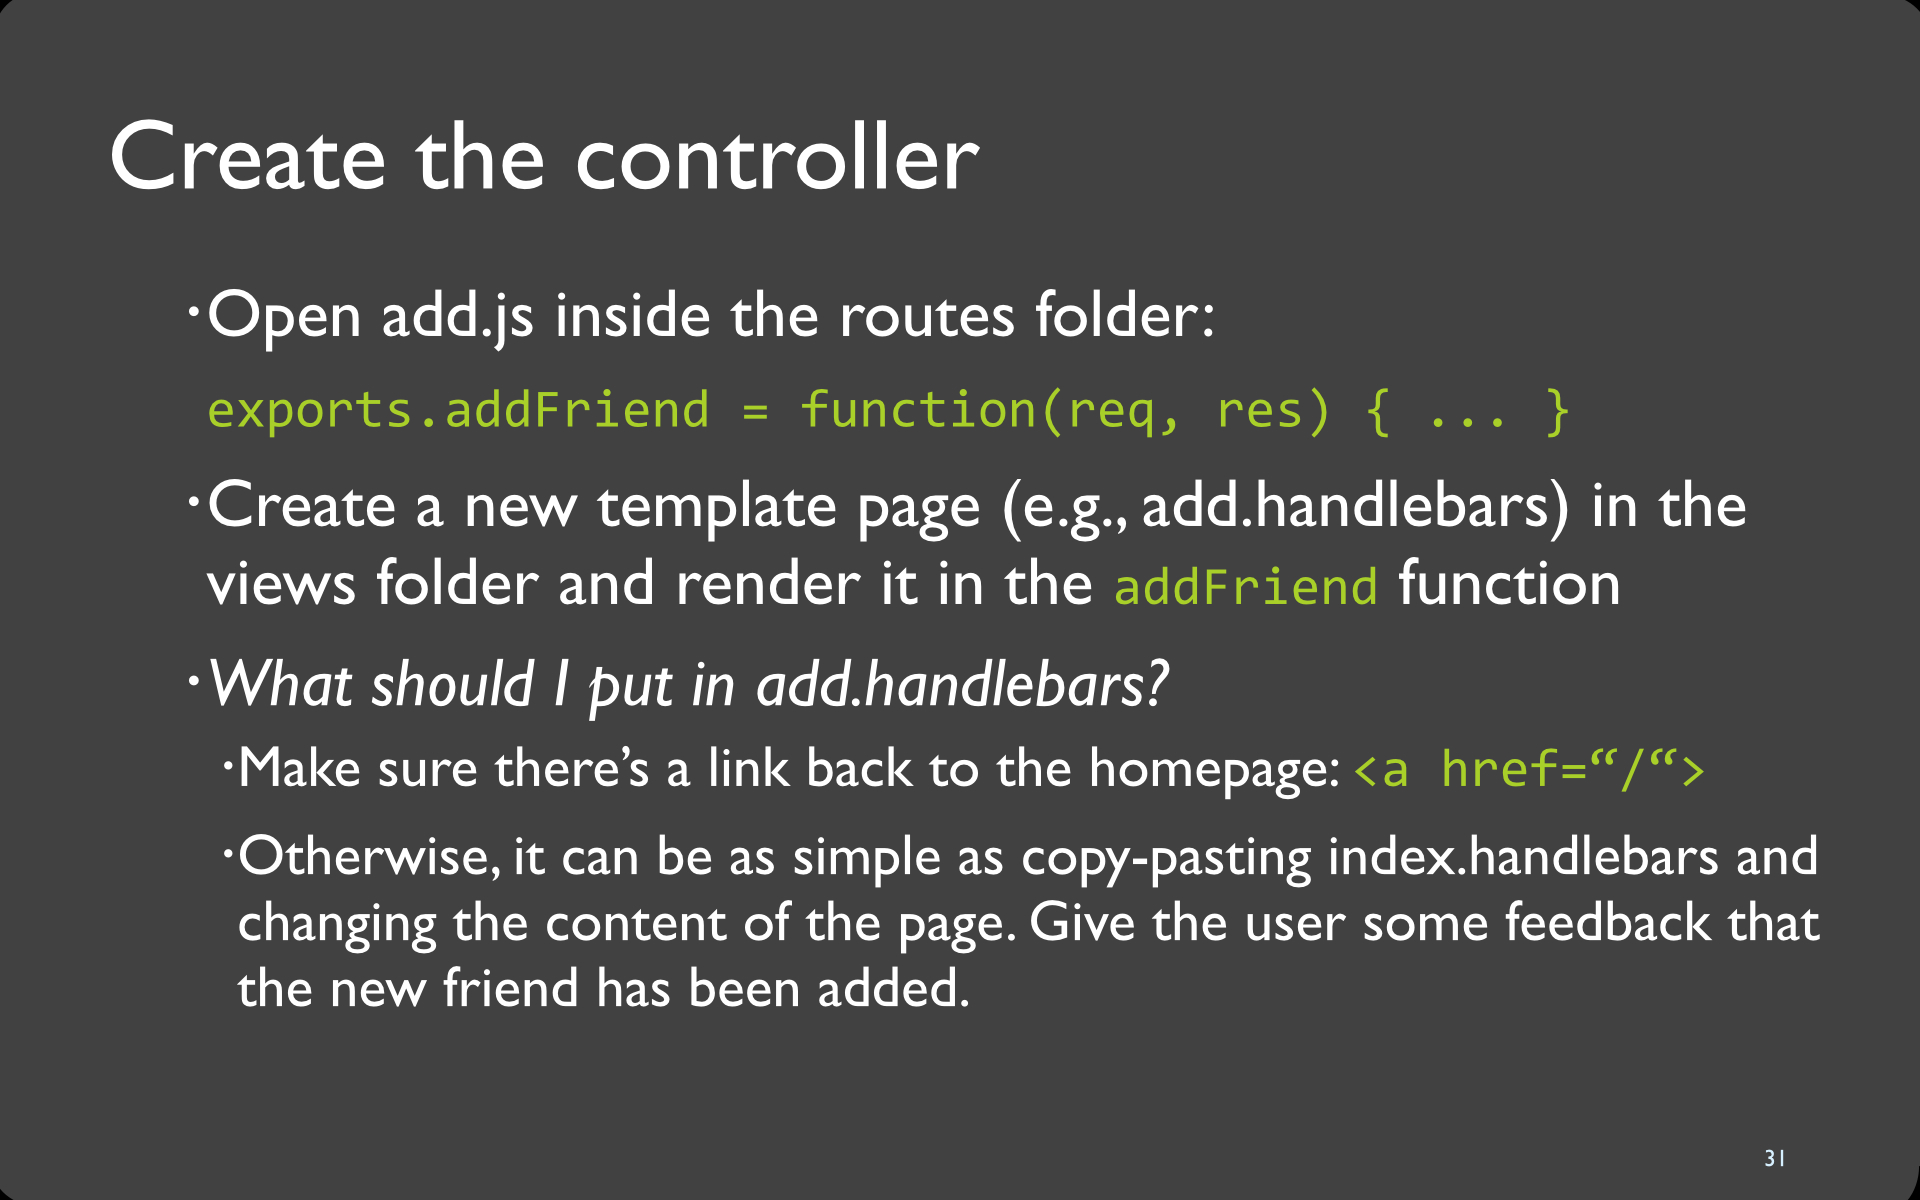 Create the controller
•Open add.js inside the routes folder:
exports.addFriend = function(req, res) { ... }
•Create a new template page (e.g., add.handlebars) in the
views folder and render it in the addFriend function
•What should I put in add.handlebars?
•Make sure there’s a link back to the homepage: <a href=“/“>
•Otherwise, it can be as simple as copy-pasting index.handlebars and
changing the content of the page. Give the user some feedback that
the new friend has been added.
31